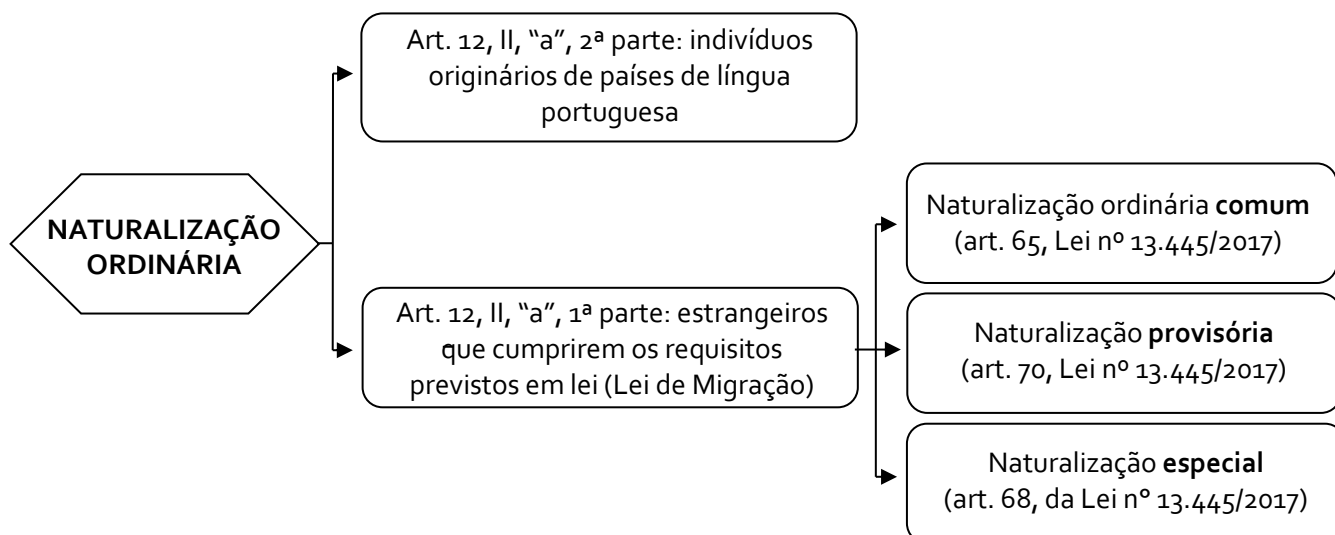 Art. 12, II, “a”, 2ª parte: indivíduos
originários de países de língua
portuguesa
NATURALIZAÇÃO
ORDINÁRIA
Art. 12, II, “a”, 1ª parte: estrangeiros
que cumprirem os requisitos
previstos em lei (Lei de Migração)
Naturalização ordinária comum
(art. 65, Lei nº 13.445/2017)
Naturalização provisória
(art. 70, Lei nº 13.445/2017)
Naturalização especial
(art. 68, da Lei n° 13.445/2017)